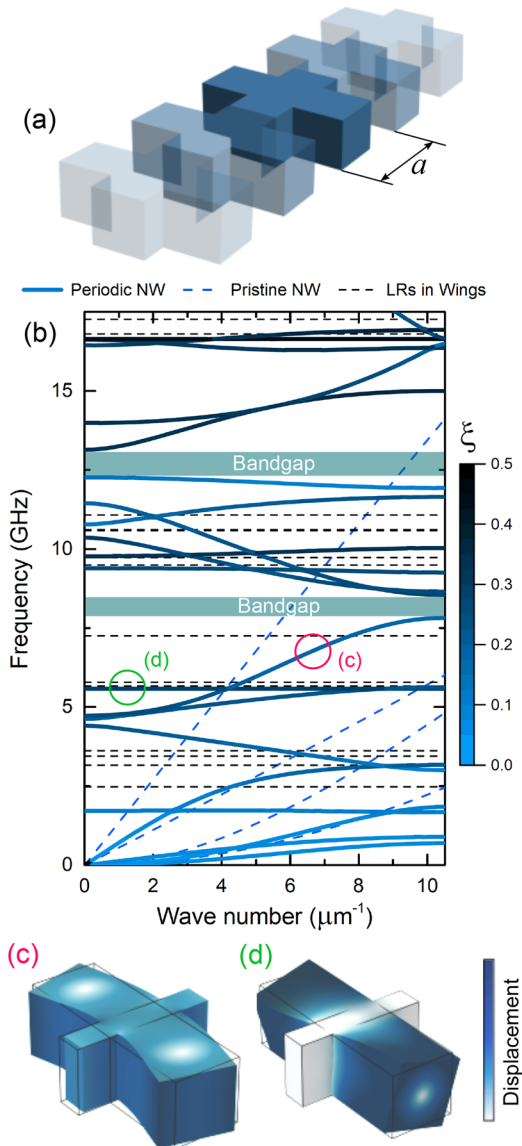 (a)
a
Periodic NW
Pristine NW
LRs in Wings
(b)
15
10
5
0
Frequency (GHz)
Bandgap
Bandgap
(d)
(c)
0
2
4
6
8
10
Wave number (μm⁻¹)
ξ
0.5
0.4
0.3
0.2
0.1
0.0
(c)
(d)
Displacement